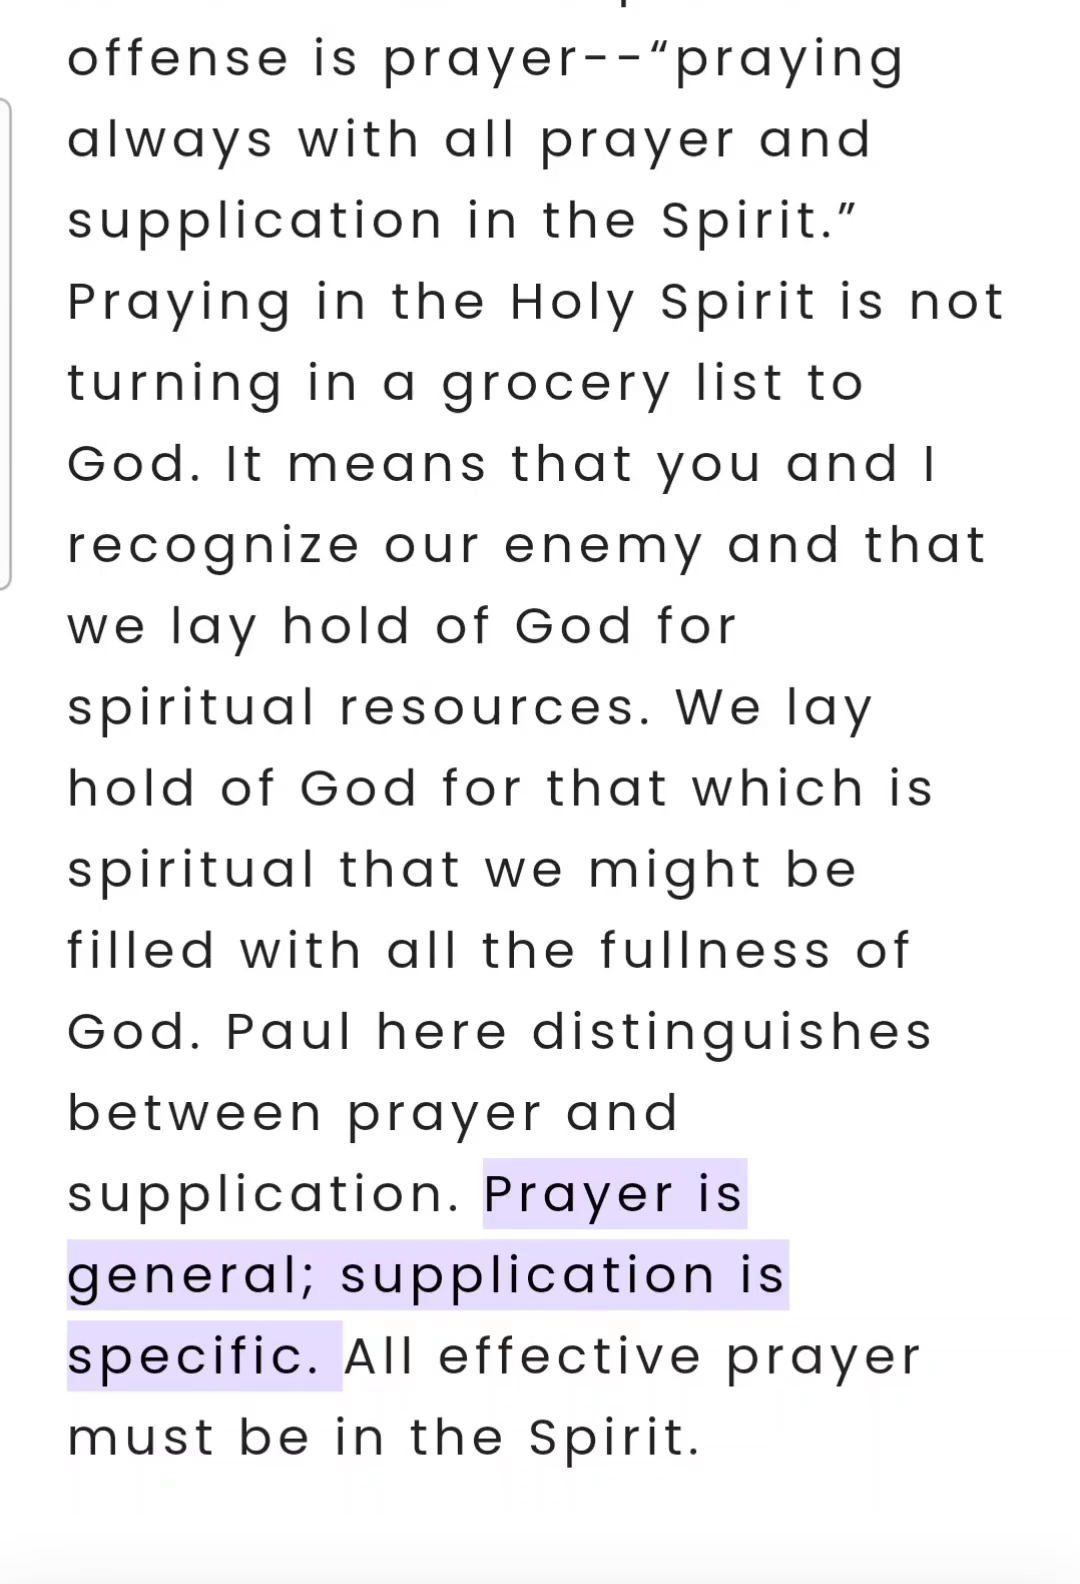 offense is prayer--“praying
always with all prayer and
supplication in the Spirit.”
Praying in the Holy Spirit is not
turning in a grocery list to
God. It means that you and I
recognize our enemy and that
we lay hold of God for
spiritual resources. We lay
hold of God for that which is
spiritual that we might be
filled with all the fullness of
God. Paul here distinguishes
between prayer and
supplication. Prayer is
general; supplication is
specific. All effective prayer
must be in the Spirit.